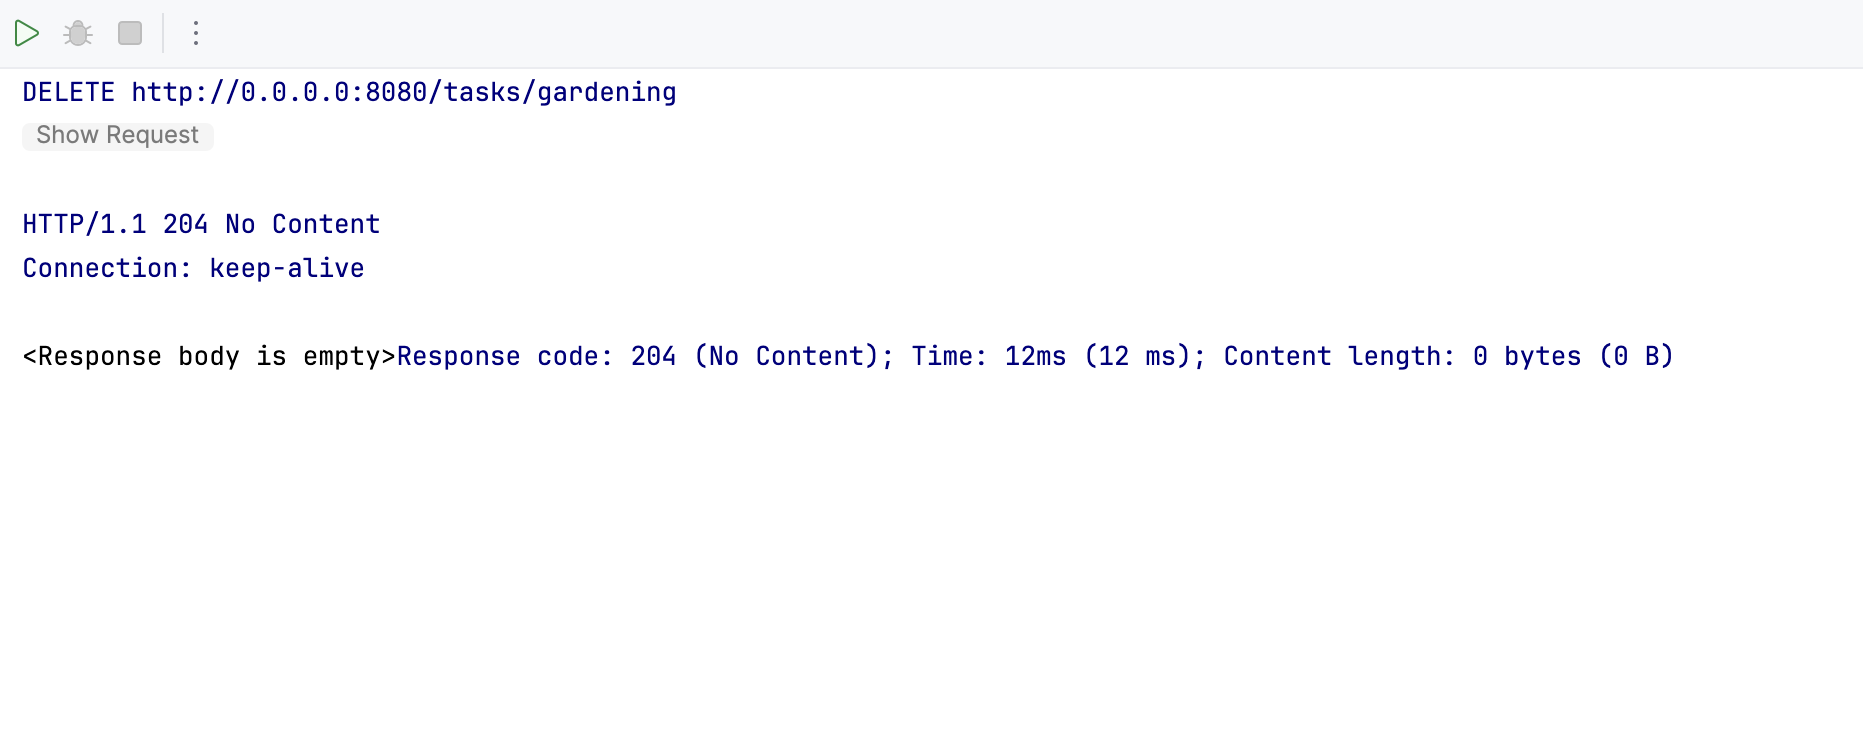 DELETE http://0.0.0.0:8080/tasks/gardening
Show Request
HTTP/1.1 204 No Content
Connection: keep-alive
<Response body is empty>Response code: 204 (No Content); Time: 12ms (12 ms); Content length: 0 bytes (0 B)